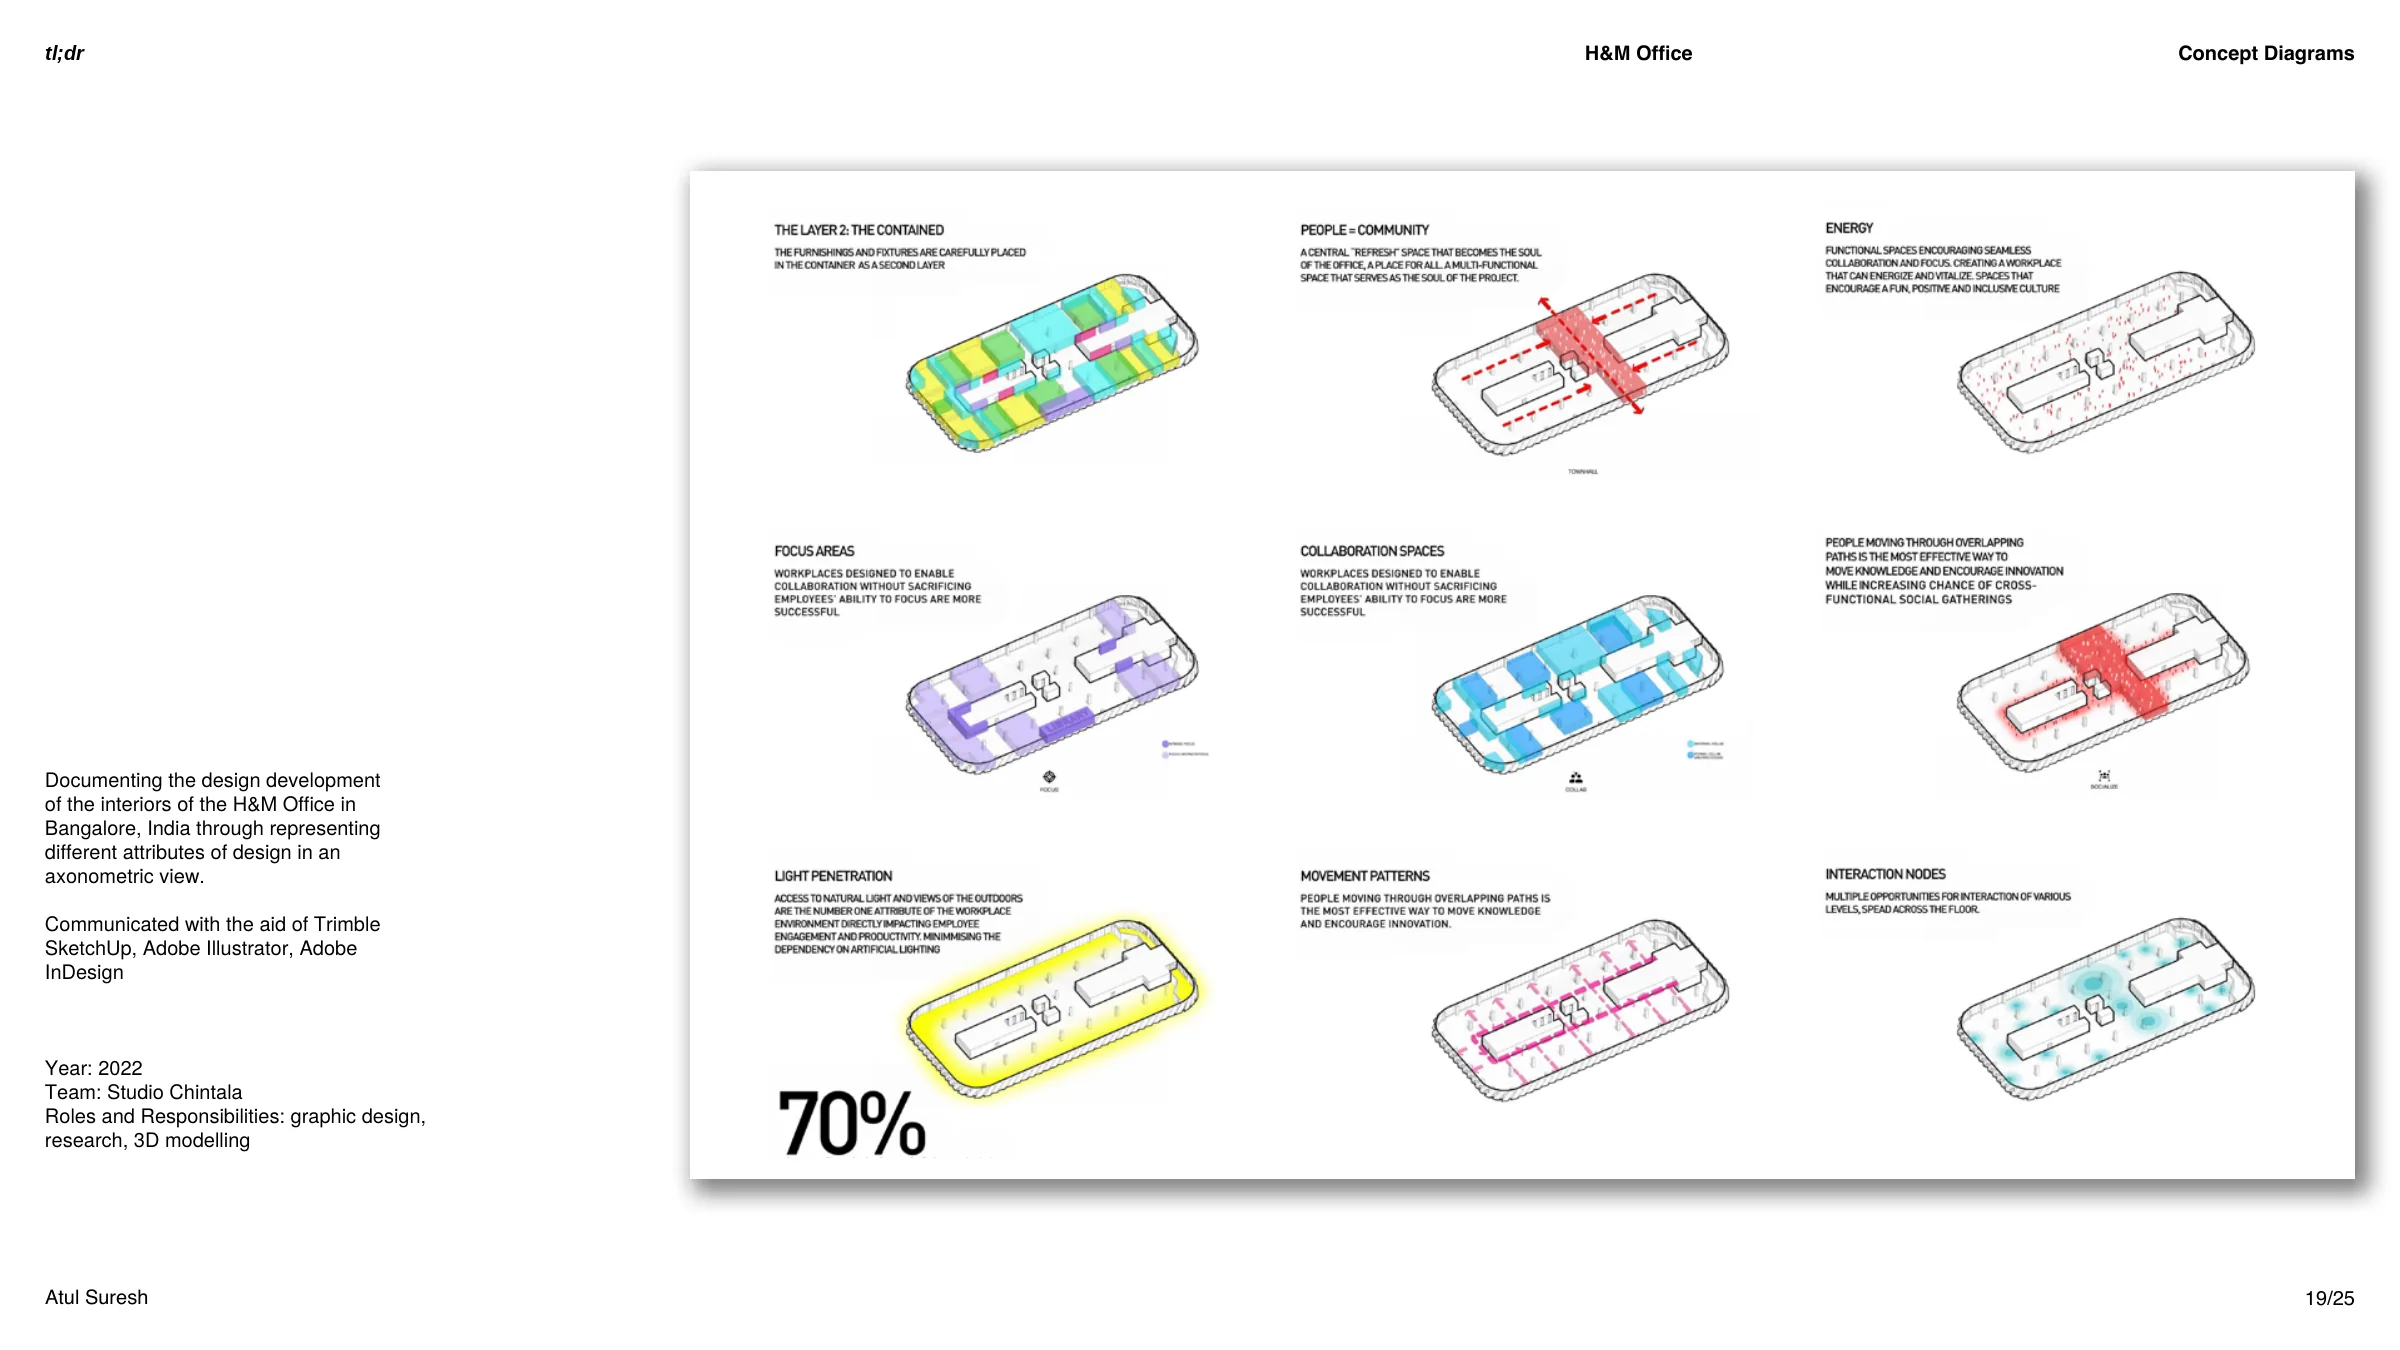 tl;dr
H&M Office
Concept Diagrams
THE LAYER 2: THE CONTAINED
THE FURNISHINGS AND FIXTURES ARE CAREFULLY PLACED
IN THE CONTAINER AS A SECOND LAYER
PEOPLE = COMMUNITY
A CENTRAL "REFRESH" SPACE THAT BECOMES THE SOUL
OF THE OFFICE, A PLACE FOR ALL. A MULTI-FUNCTIONAL
SPACE THAT SERVES AS THE SOUL OF THE PROJECT.
TOWNHALL
ENERGY
FUNCTIONAL SPACES ENCOURAGING SEAMLESS
COLLABORATION AND FOCUS. CREATING A WORKPLACE
THAT CAN ENERGIZE AND VITALIZE. SPACES THAT
ENCOURAGE A FUN, POSITIVE AND INCLUSIVE CULTURE
FOCUS AREAS
WORKPLACES DESIGNED TO ENABLE
COLLABORATION WITHOUT SACRIFICING
EMPLOYEES' ABILITY TO FOCUS ARE MORE
SUCCESSFUL
FOCUS
COLLABORATION SPACES
WORKPLACES DESIGNED TO ENABLE
COLLABORATION WITHOUT SACRIFICING
EMPLOYEES' ABILITY TO FOCUS ARE MORE
SUCCESSFUL
COLLAB
PEOPLE MOVING THROUGH OVERLAPPING
PATHS IS THE MOST EFFECTIVE WAY TO
MOVE KNOWLEDGE AND ENCOURAGE INNOVATION
WHILE INCREASING CHANCE OF CROSS-
FUNCTIONAL SOCIAL GATHERINGS
SOCIALIZE
LIGHT PENETRATION
ACCESS TO NATURAL LIGHT AND VIEWS OF THE OUTDOORS
ARE THE NUMBER ONE ATTRIBUTE OF THE WORKPLACE
ENVIRONMENT DIRECTLY IMPACTING EMPLOYEE
ENGAGEMENT AND PRODUCTIVITY. MINIMMISING THE
DEPENDENCY ON ARTIFICIAL LIGHTING
70%
MOVEMENT PATTERNS
PEOPLE MOVING THROUGH OVERLAPPING PATHS IS
THE MOST EFFECTIVE WAY TO MOVE KNOWLEDGE
AND ENCOURAGE INNOVATION.
INTERACTION NODES
MULTIPLE OPPORTUNITIES FOR INTERACTION OF VARIOUS
LEVELS, SPEAD ACROSS THE FLOOR.
Documenting the design development
of the interiors of the H&M Office in
Bangalore, India through representing
different attributes of design in an
axonometric view.
Communicated with the aid of Trimble
SketchUp, Adobe Illustrator, Adobe
InDesign
Year: 2022
Team: Studio Chintala
Roles and Responsibilities: graphic design,
research, 3D modelling
Atul Suresh
19/25